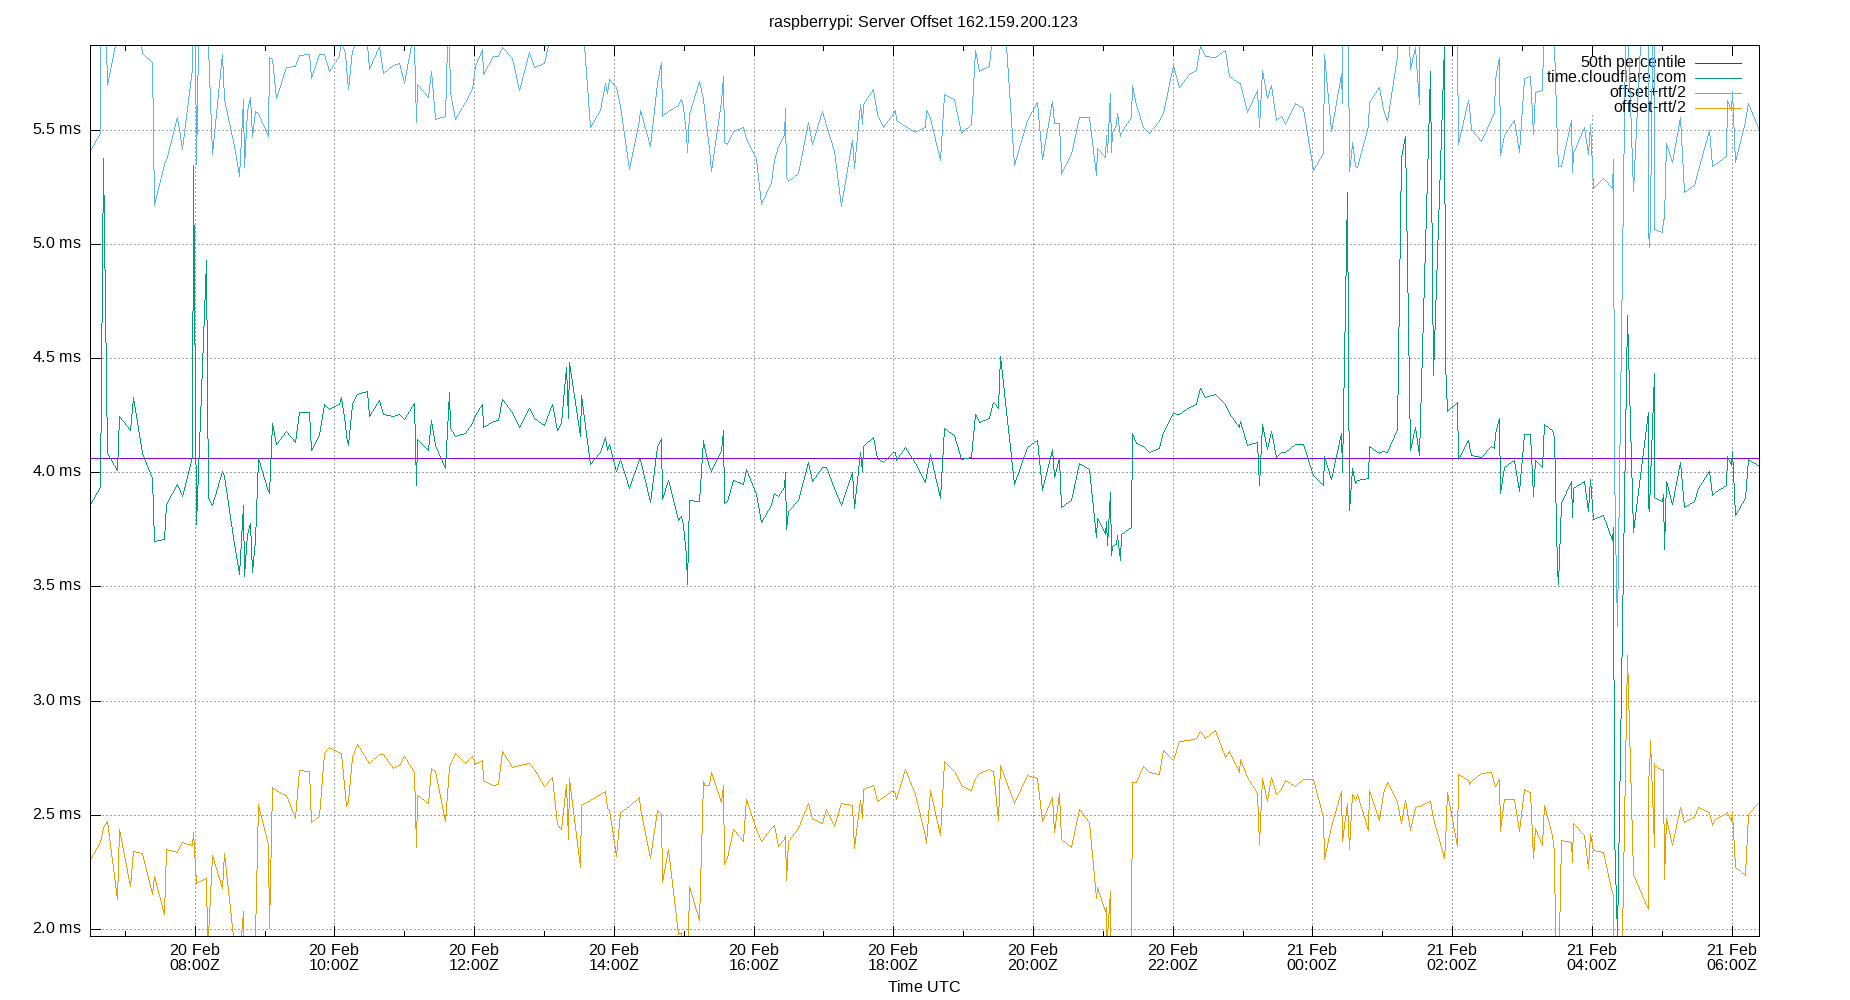 raspberrypi: Server Offset 162.159.200.123
50th percentile
time.cloudflare.com
offset+rtt/2
offset-rtt/2
5.5 ms
5.0 ms
4.5 ms
4.0 ms
3.5 ms
3.0 ms
2.5 ms
2.0 ms
20 Feb 20 Feb 20 Feb 20 Feb 20 Feb 20 Feb 20 Feb 20 Feb 21 Feb 21 Feb 21 Feb 21 Feb
08:00Z 10:00Z 12:00Z 14:00Z 16:00Z 18:00Z 20:00Z 22:00Z 00:00Z 02:00Z 04:00Z 06:00Z
Time UTC